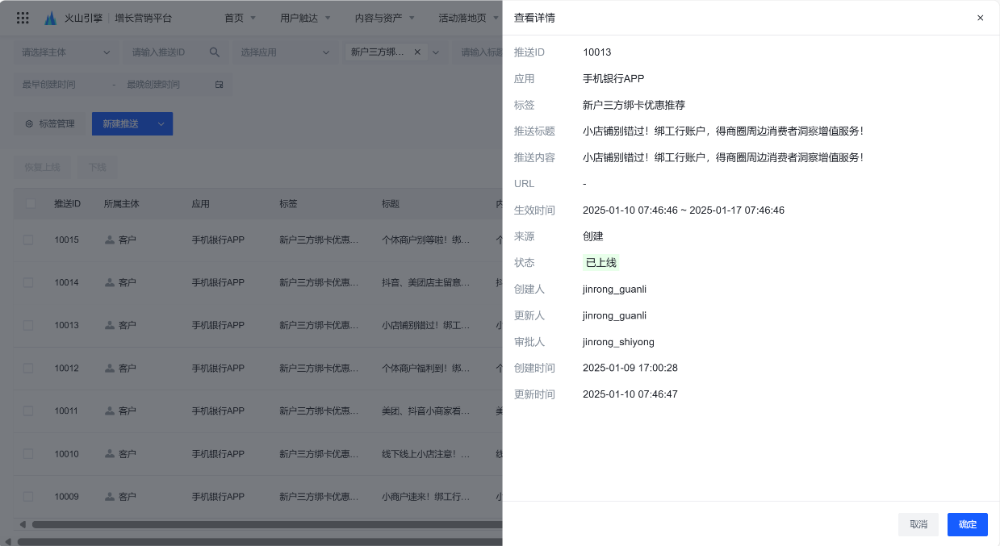 火山引擎 增长营销平台 首页 用户触达 内容与资产 活动落地页
请选择主体 请输入推送ID 选择应用 新户三方绑... 请输入标题
最早创建时间 - 最晚创建时间
标签管理 新建推送
恢复上线 下线
推送ID 所属主体 应用 标签 标题 内
10015 客户 手机银行APP 新户三方绑卡优惠... 个体商户别等啦！绑... 个
10014 客户 手机银行APP 新户三方绑卡优惠... 抖音、美团店主留意... 抖
10013 客户 手机银行APP 新户三方绑卡优惠... 小店铺别错过！绑工... 小
10012 客户 手机银行APP 新户三方绑卡优惠... 个体商户福利到！绑... 个
10011 客户 手机银行APP 新户三方绑卡优惠... 美团、抖音小商家看... 美
10010 客户 手机银行APP 新户三方绑卡优惠... 线下线上小店注意！... 线
10009 客户 手机银行APP 新户三方绑卡优惠... 小商户速来！绑工行... 小
查看详情
推送ID 10013
应用 手机银行APP
标签 新户三方绑卡优惠推荐
推送标题 小店铺别错过！绑工行账户，得商圈周边消费者洞察增值服务！
推送内容 小店铺别错过！绑工行账户，得商圈周边消费者洞察增值服务！
URL -
生效时间 2025-01-10 07:46:46 ~ 2025-01-17 07:46:46
来源 创建
状态 已上线
创建人 jinrong_guanli
更新人 jinrong_guanli
审批人 jinrong_shiyong
创建时间 2025-01-09 17:00:28
更新时间 2025-01-10 07:46:47
取消 确定